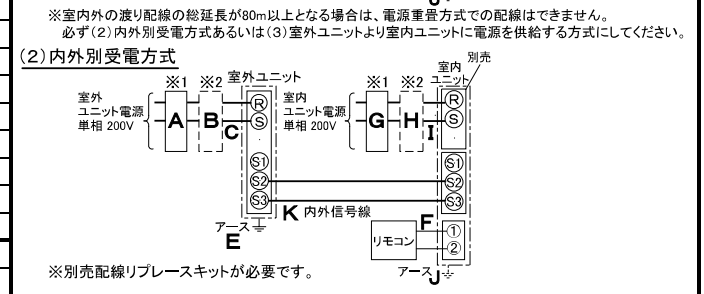 ※室内外の渡り配線の総延長が80m以上となる場合は、電源重畳方式での配線はできません。
必ず(2)内外別受電方式あるいは(3)室外ユニットより室内ユニットに電源を供給する方式にしてください。
(2)内外別受電方式
※1 ※2 室外ユニット
室外
ユニット電源
単相 200V
A B C
R
S
S1
S2
S3
アース
E
※1 ※2 室内
ユニット
別売
室内
ユニット電源
単相 200V
G H I
R
S
S1
S2
S3
K 内外信号線
リモコン
F
①
②
アース J
※別売配線リプレースキットが必要です。